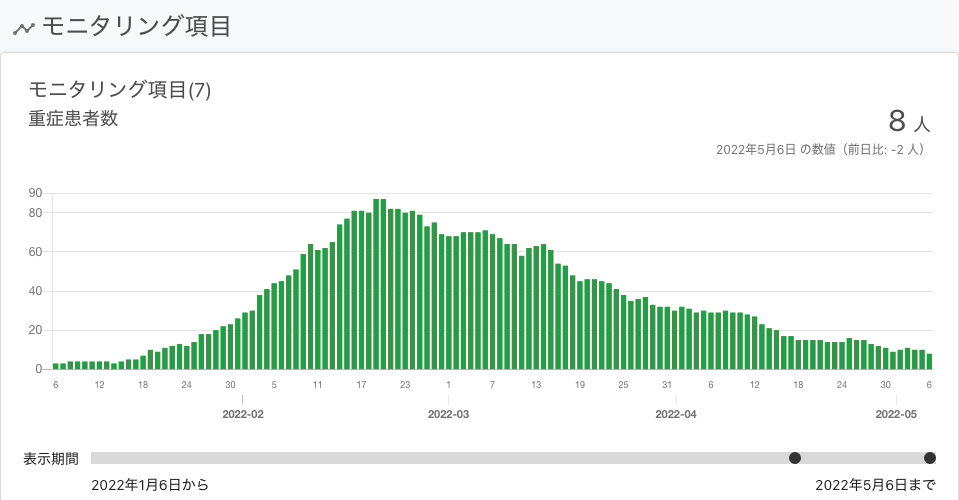 モニタリング項目
モニタリング項目(7)
重症患者数
8 人
2022年5月6日 の数値（前日比: -2 人）
90
80
60
40
20
0
6 12 18 24 30 5 11 17 23 1 7 13 19 25 31 6 12 18 24 30 6
2022-02 2022-03 2022-04 2022-05
表示期間
2022年1月6日から 2022年5月6日まで